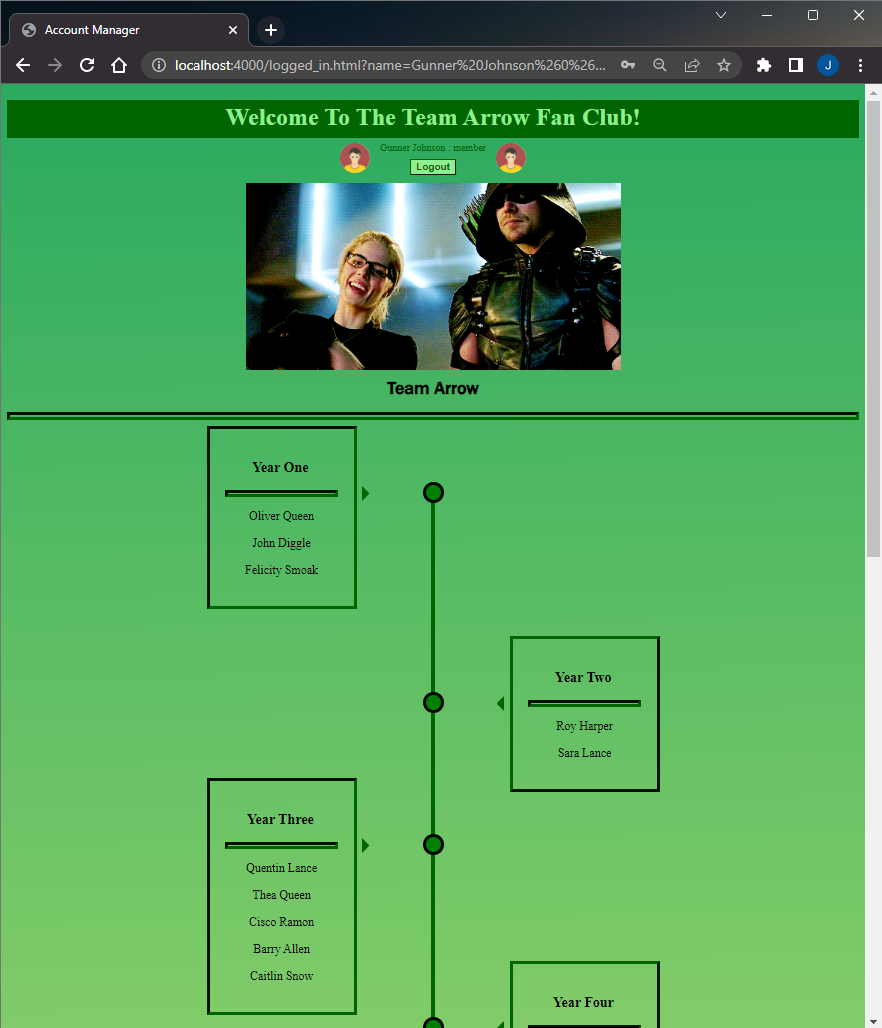 Account Manager
localhost:4000/logged_in.html?name=Gunner%20Johnson%260%26...
J
Welcome To The Team Arrow Fan Club!
Gunner Johnson : member
Logout
Team Arrow
Year One
Oliver Queen
John Diggle
Felicity Smoak
Year Two
Roy Harper
Sara Lance
Year Three
Quentin Lance
Thea Queen
Cisco Ramon
Barry Allen
Caitlin Snow
Year Four